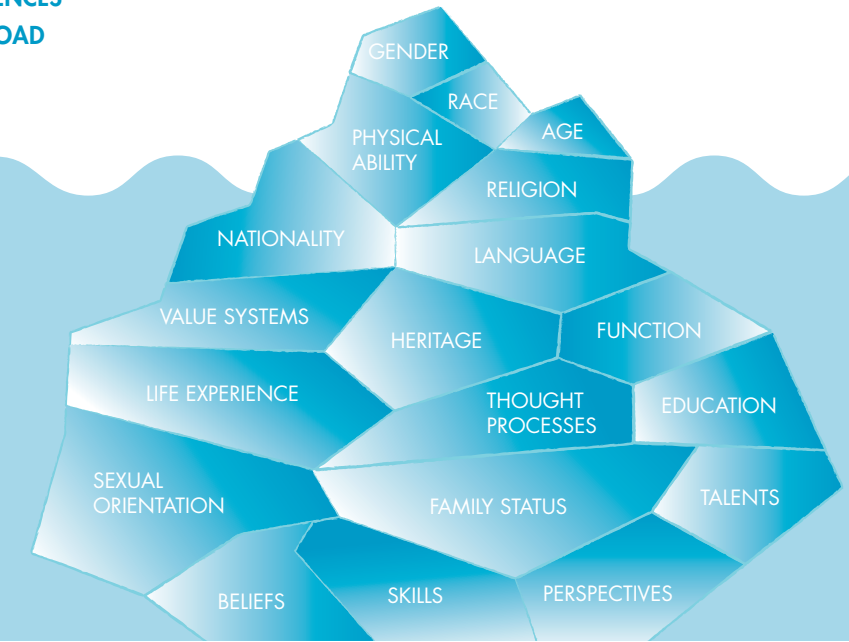 GENDER
RACE
AGE
PHYSICAL
ABILITY
RELIGION
NATIONALITY
LANGUAGE
VALUE SYSTEMS
HERITAGE
FUNCTION
LIFE EXPERIENCE
THOUGHT
PROCESSES
EDUCATION
SEXUAL
ORIENTATION
FAMILY STATUS
TALENTS
BELIEFS
SKILLS
PERSPECTIVES